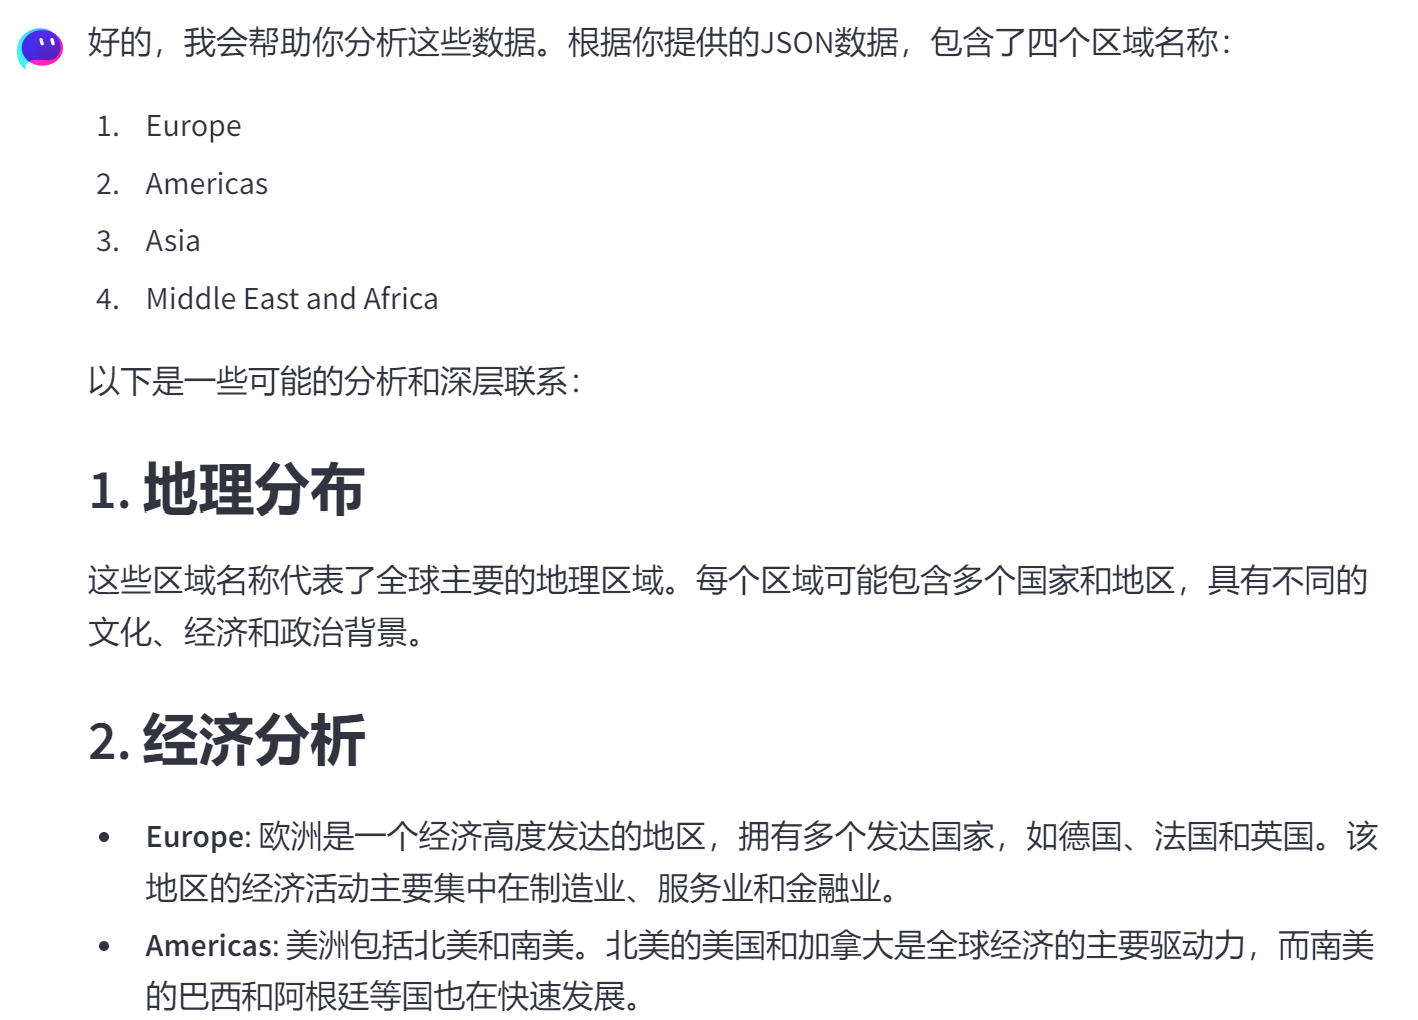 好的，我会帮助你分析这些数据。根据你提供的JSON数据，包含了四个区域名称：
1. Europe
2. Americas
3. Asia
4. Middle East and Africa
以下是一些可能的分析和深层联系：
1. 地理分布
这些区域名称代表了全球主要的地理区域。每个区域可能包含多个国家和地区，具有不同的
文化、经济和政治背景。
2. 经济分析
• Europe: 欧洲是一个经济高度发达的地区，拥有多个发达国家，如德国、法国和英国。该
地区的经济活动主要集中在制造业、服务业和金融业。
• Americas: 美洲包括北美和南美。北美的美国和加拿大是全球经济的主要驱动力，而南美
的巴西和阿根廷等国也在快速发展。